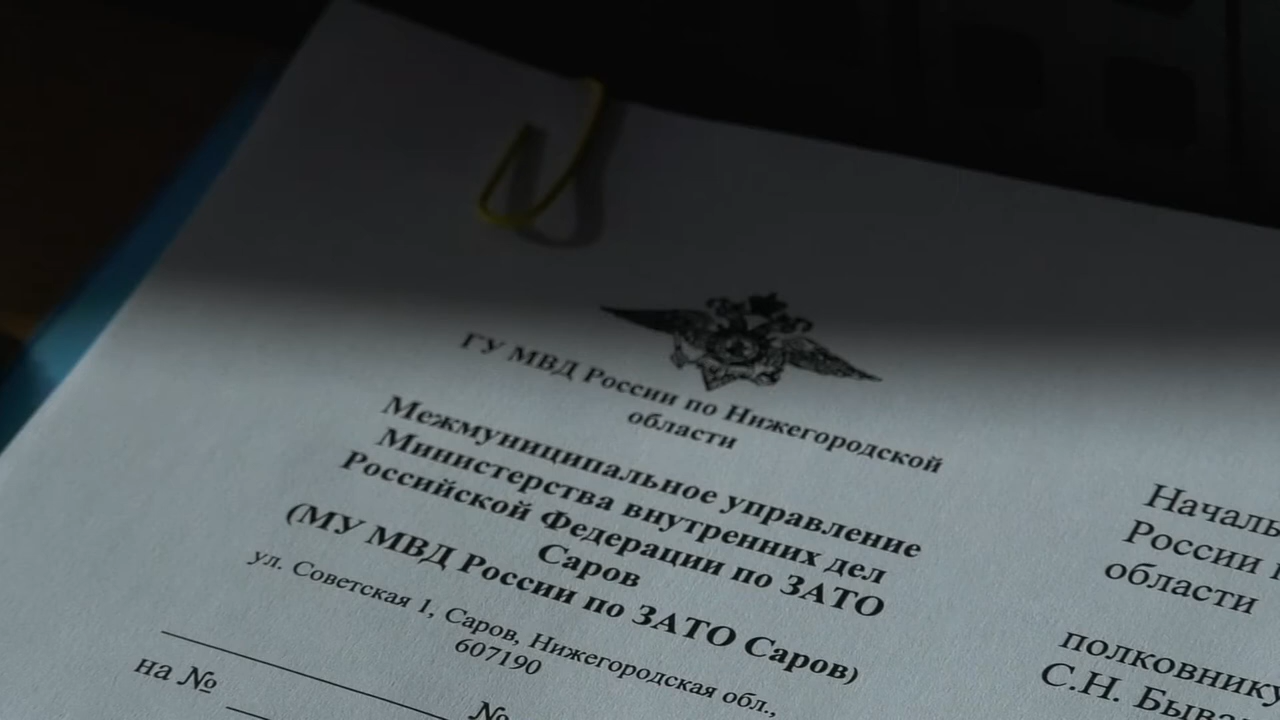 ГУ МВД России по Нижегородской
области
Межмуниципальное управление
Министерства внутренних дел
Российской Федерации по ЗАТО
Саров
(МУ МВД России по ЗАТО Саров)
ул. Советская 1, Саров, Нижегородская обл.,
607190
№
на №
России
области
полковнику
С.Н.